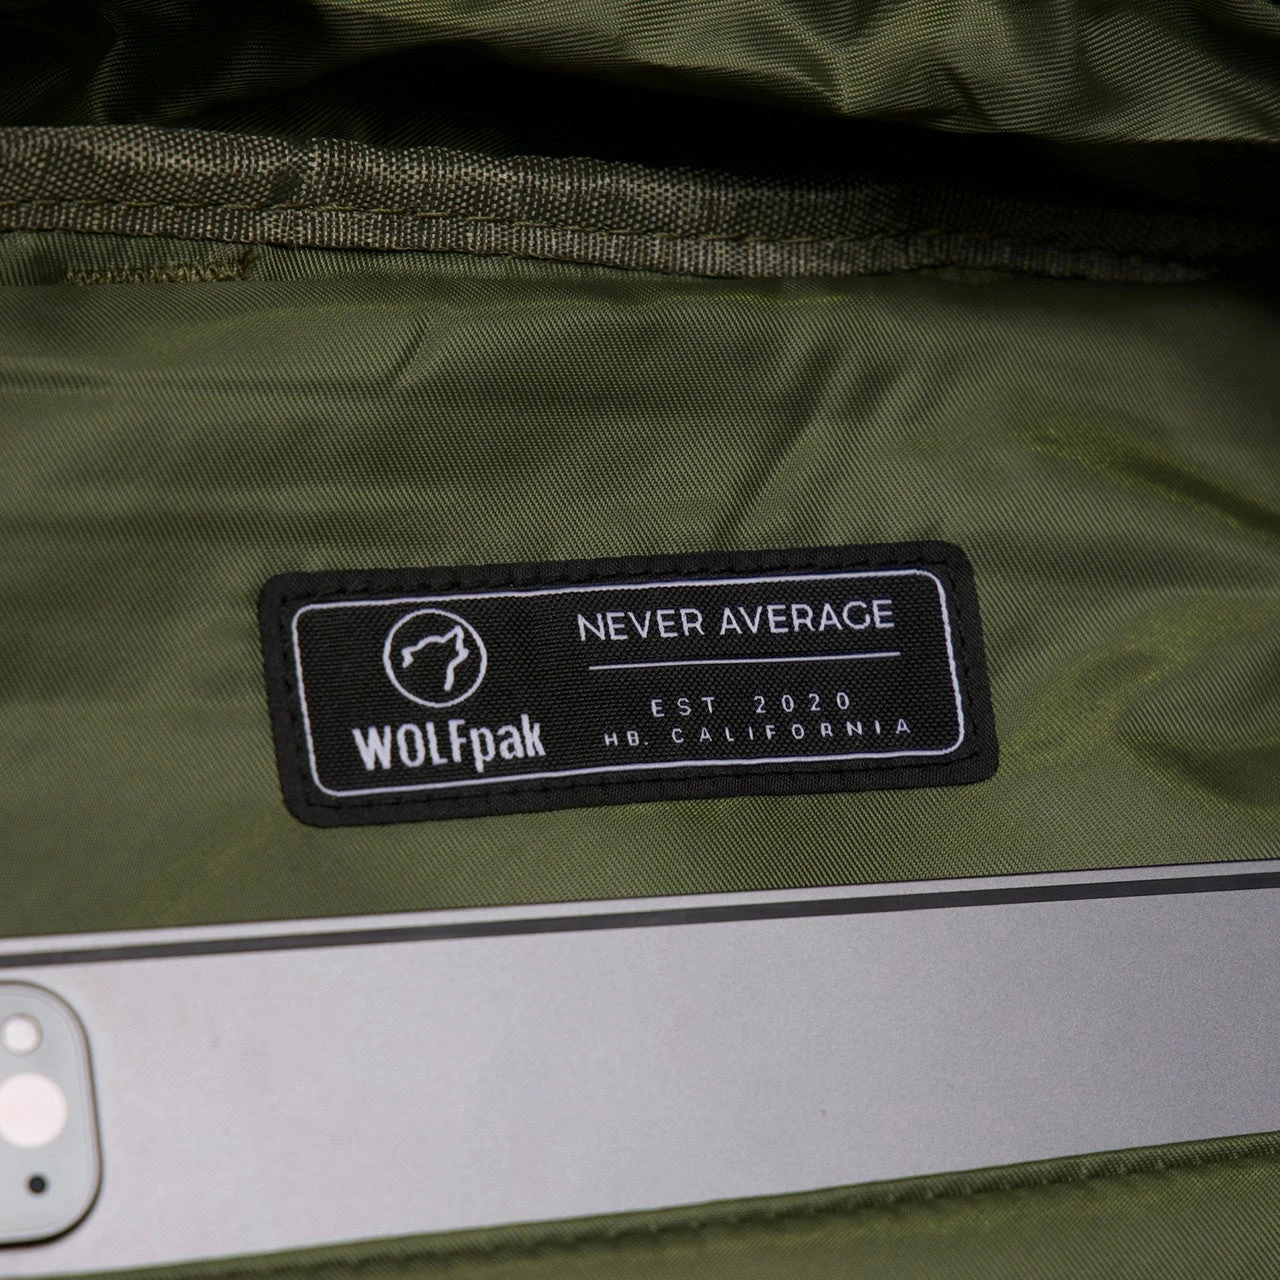 WOLFpak
NEVER AVERAGE
EST 2020
HB. CALIFORNIA